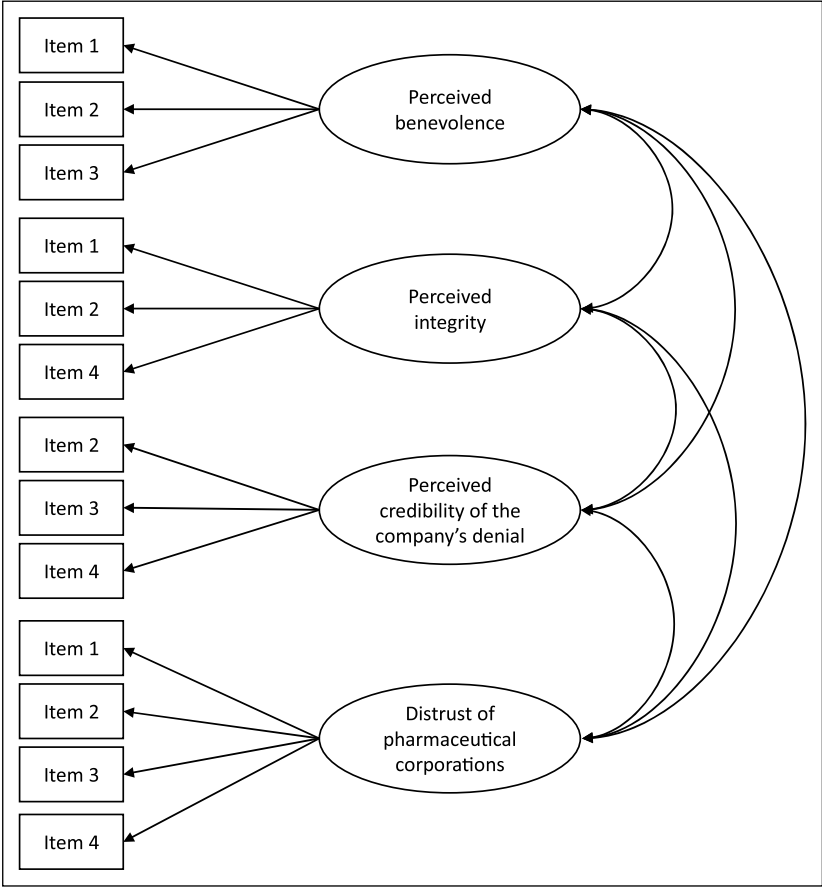 Item 1
Item 2
Item 3
Perceived
benevolence
Item 1
Item 2
Item 4
Perceived
integrity
Item 2
Item 3
Item 4
Perceived
credibility of the
company’s denial
Item 1
Item 2
Item 3
Item 4
Distrust of
pharmaceutical
corporations